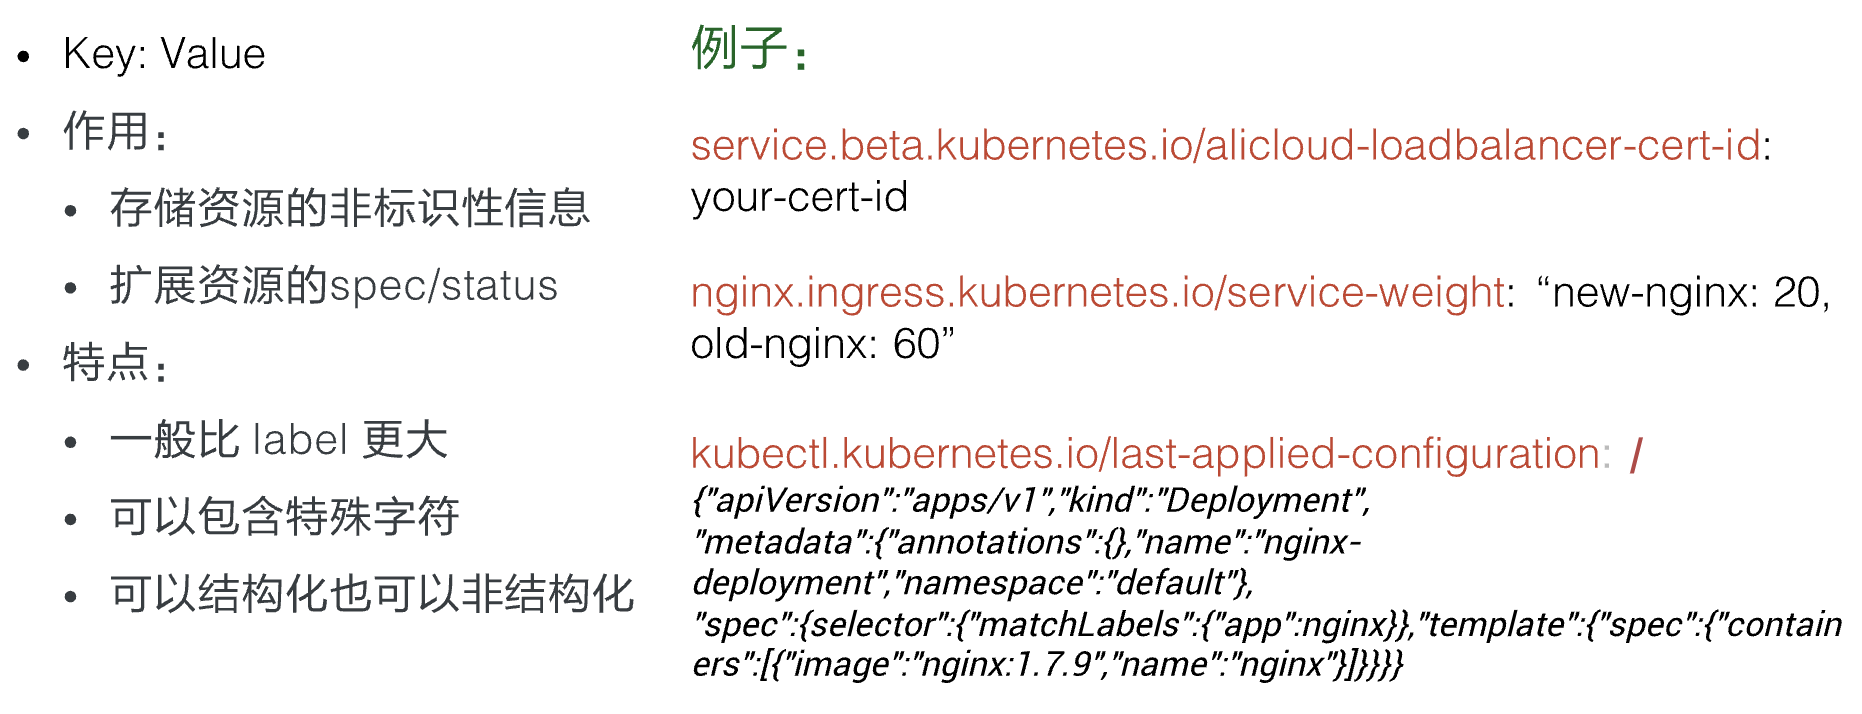 • Key: Value
• 作用：
• 存储资源的非标识性信息
• 扩展资源的spec/status
• 特点：
• 一般比 label 更大
• 可以包含特殊字符
• 可以结构化也可以非结构化
例子：
service.beta.kubernetes.io/alicloud-loadbalancer-cert-id:
your-cert-id
nginx.ingress.kubernetes.io/service-weight: “new-nginx: 20,
old-nginx: 60”
kubectl.kubernetes.io/last-applied-configuration: /
{"apiVersion":"apps/v1","kind":"Deployment",
"metadata":{"annotations":{},"name":"nginx-
deployment","namespace":"default"},
"spec":{selector":{"matchLabels":{"app":nginx}},"template":{"spec":{"contain
ers":[{"image":"nginx:1.7.9","name":"nginx"}]}}}}